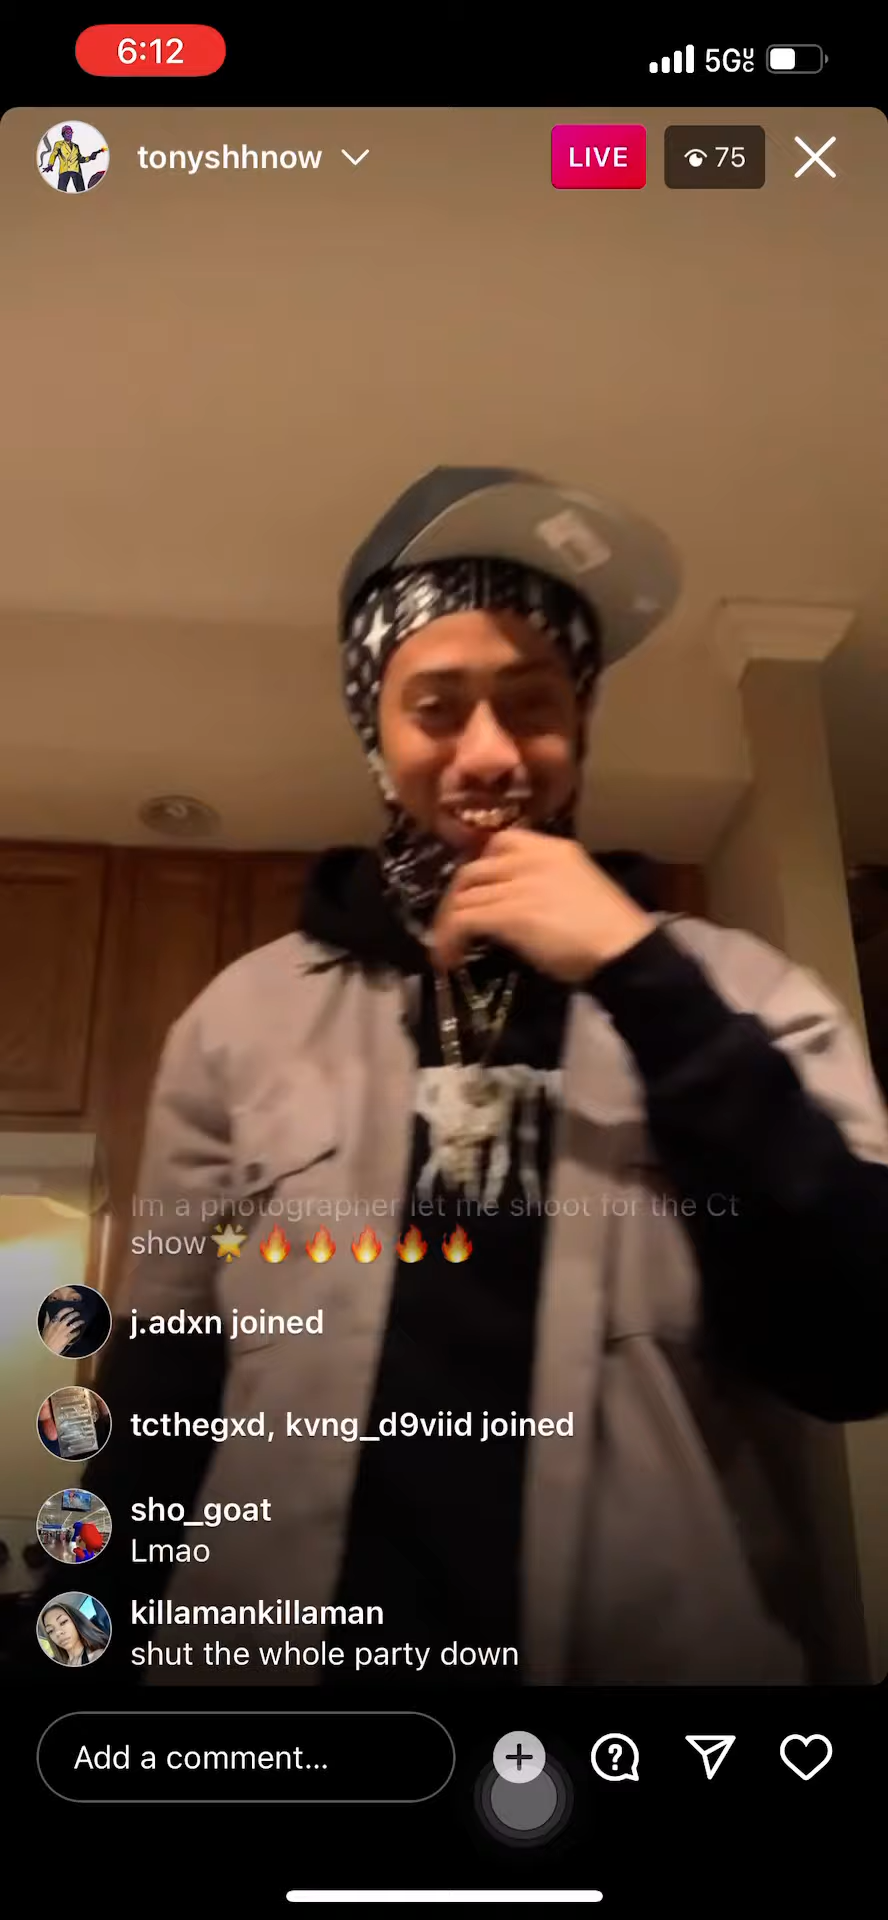 6:12
5GUC
tonyshhnow
LIVE
75
Im a photographer let me shoot for the Ct
show🌟🔥🔥🔥🔥🔥
j.adxn joined
tcthegxd, kvng_d9viid joined
sho_goat
Lmao
killamankillaman
shut the whole party down
Add a comment...